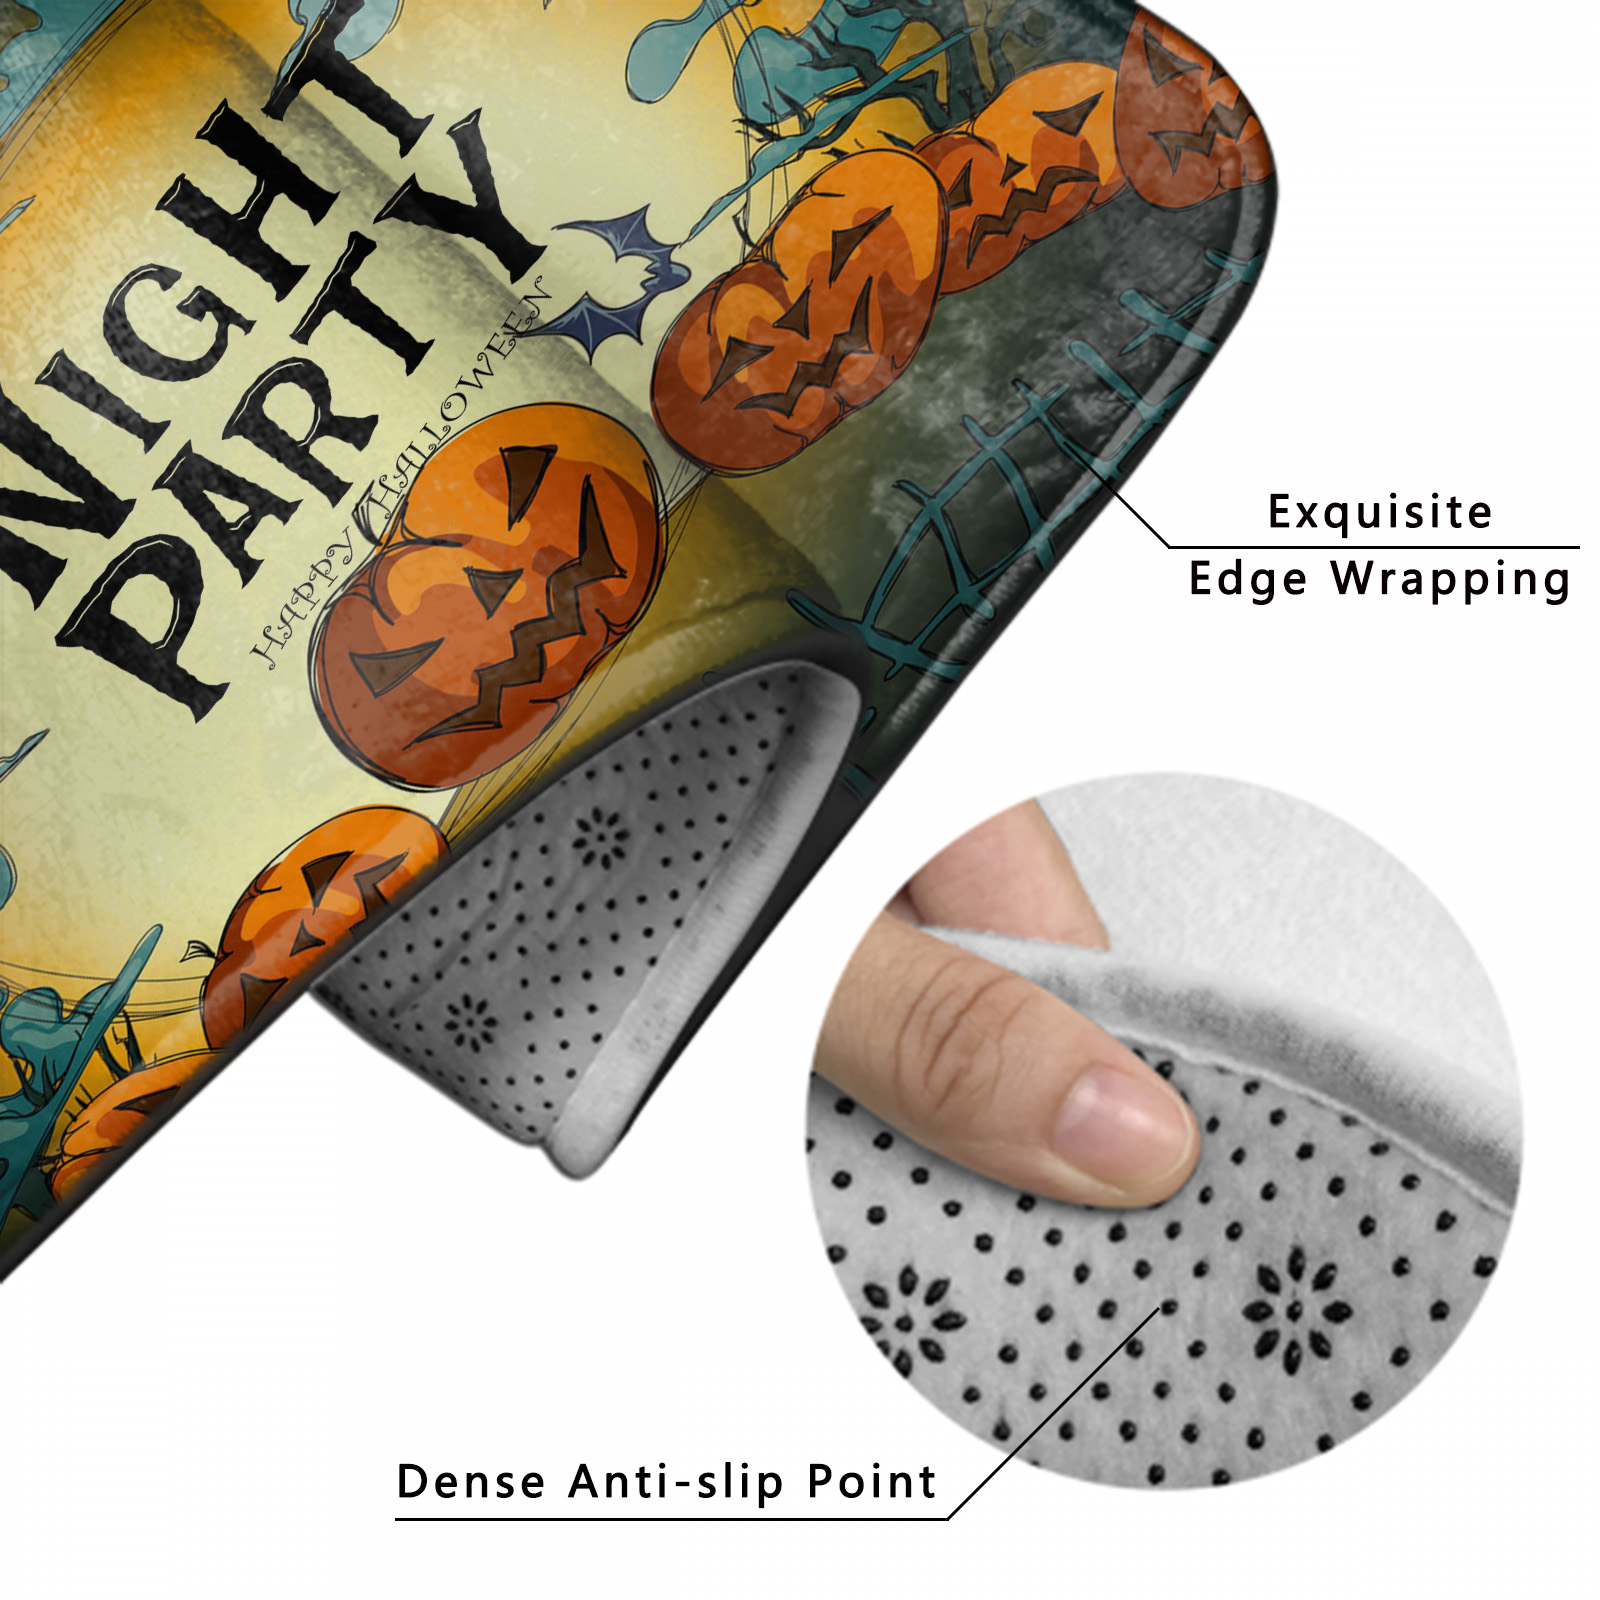 NIGHT
PARTY
HAPPY HALLOWEEN
Exquisite
Edge Wrapping
Dense Anti-slip Point